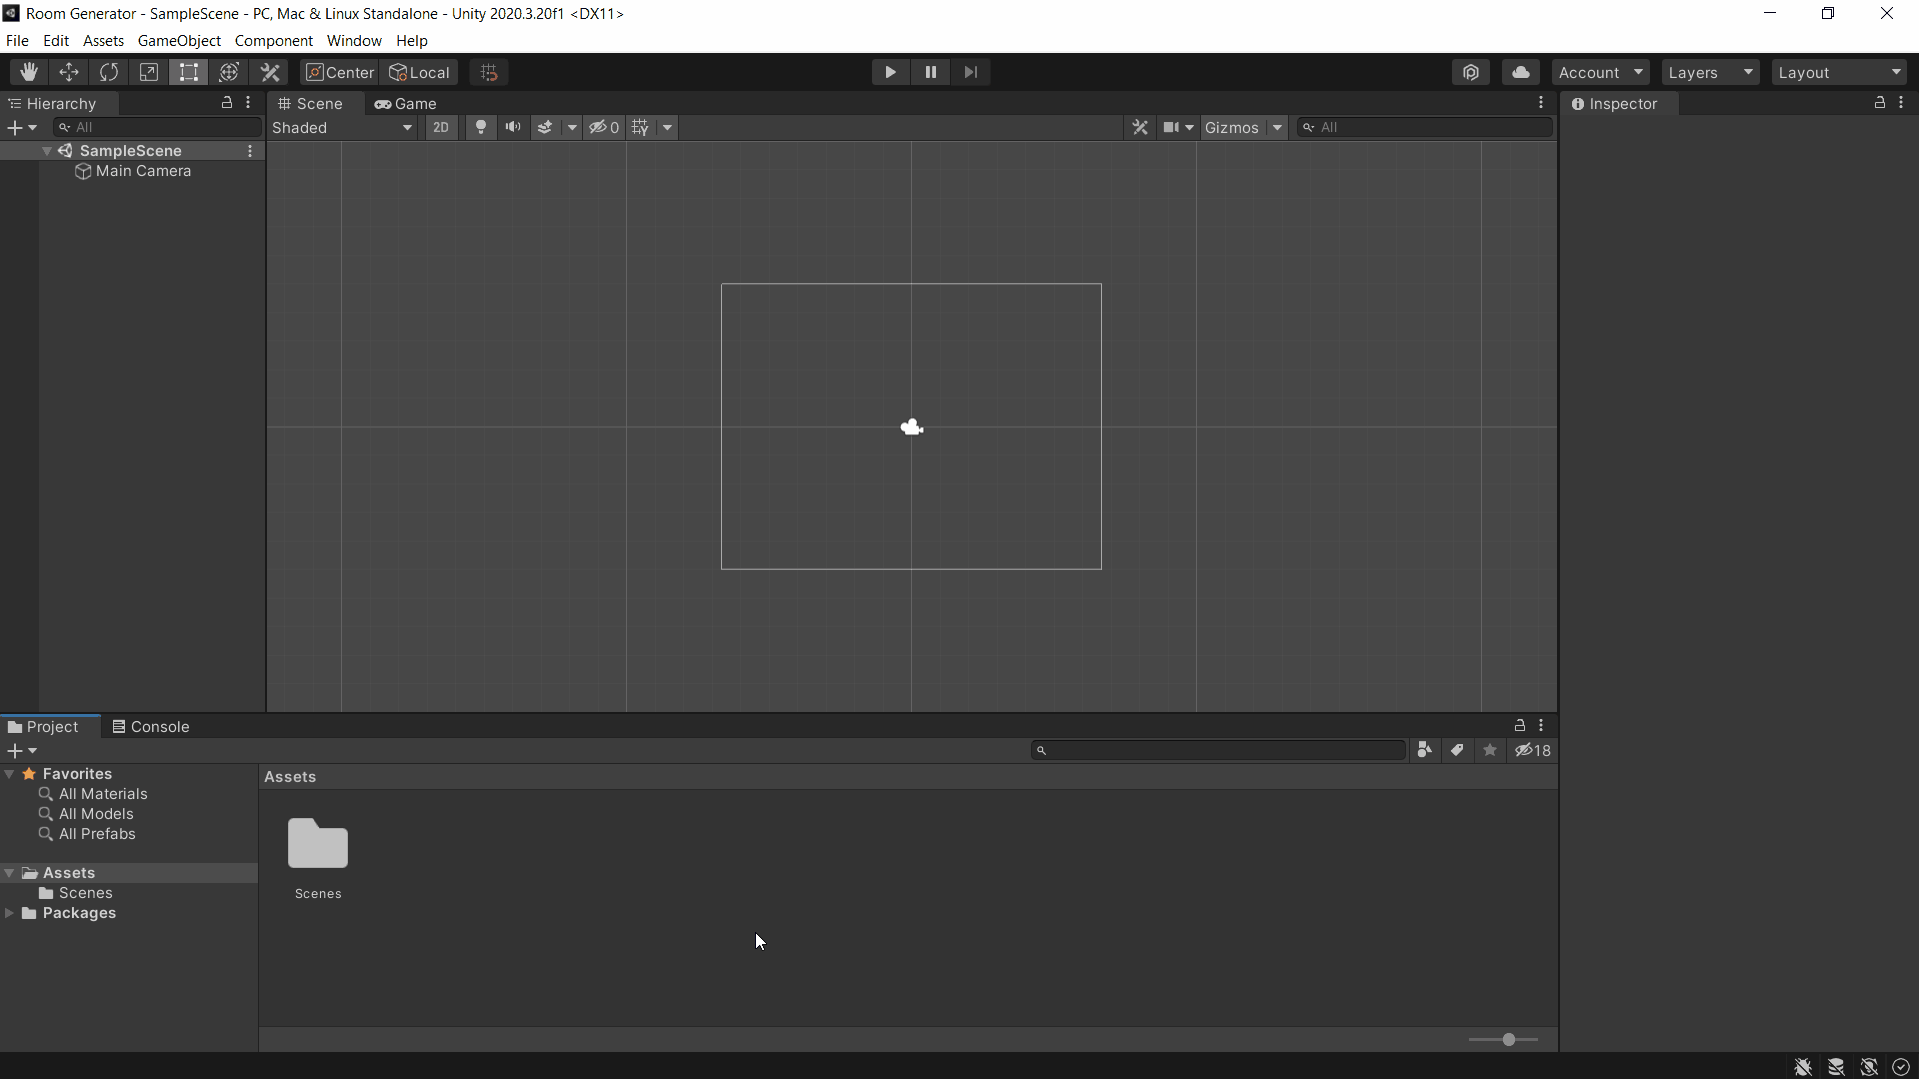 Room Generator - SampleScene - PC, Mac & Linux Standalone - Unity 2020.3.20f1 <DX11>
File Edit Assets GameObject Component Window Help
Center Local Account Layers Layout
Hierarchy Scene Game Inspector
All Shaded 2D 0 Gizmos All
SampleScene
Main Camera
Project Console
18
Favorites Assets
All Materials
All Models
All Prefabs
Assets
Scenes Scenes
Packages